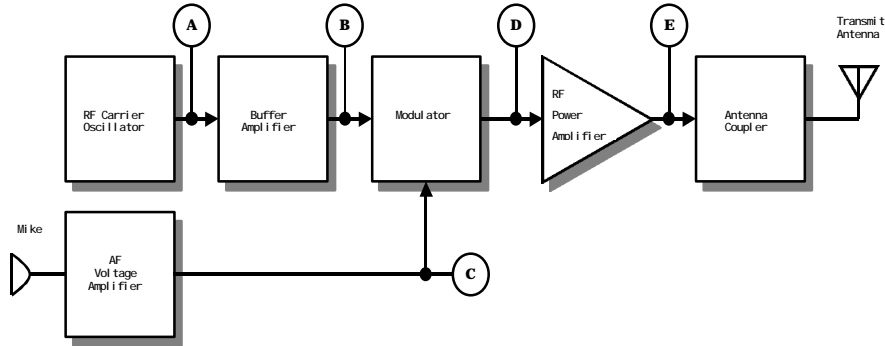 A
B
D
E
Transmit
Antenna
RF Carrier
Oscillator
Buffer
Amplifier
Modulator
RF
Power
Amplifier
Antenna
Coupler
Mike
AF
Voltage
Amplifier
C